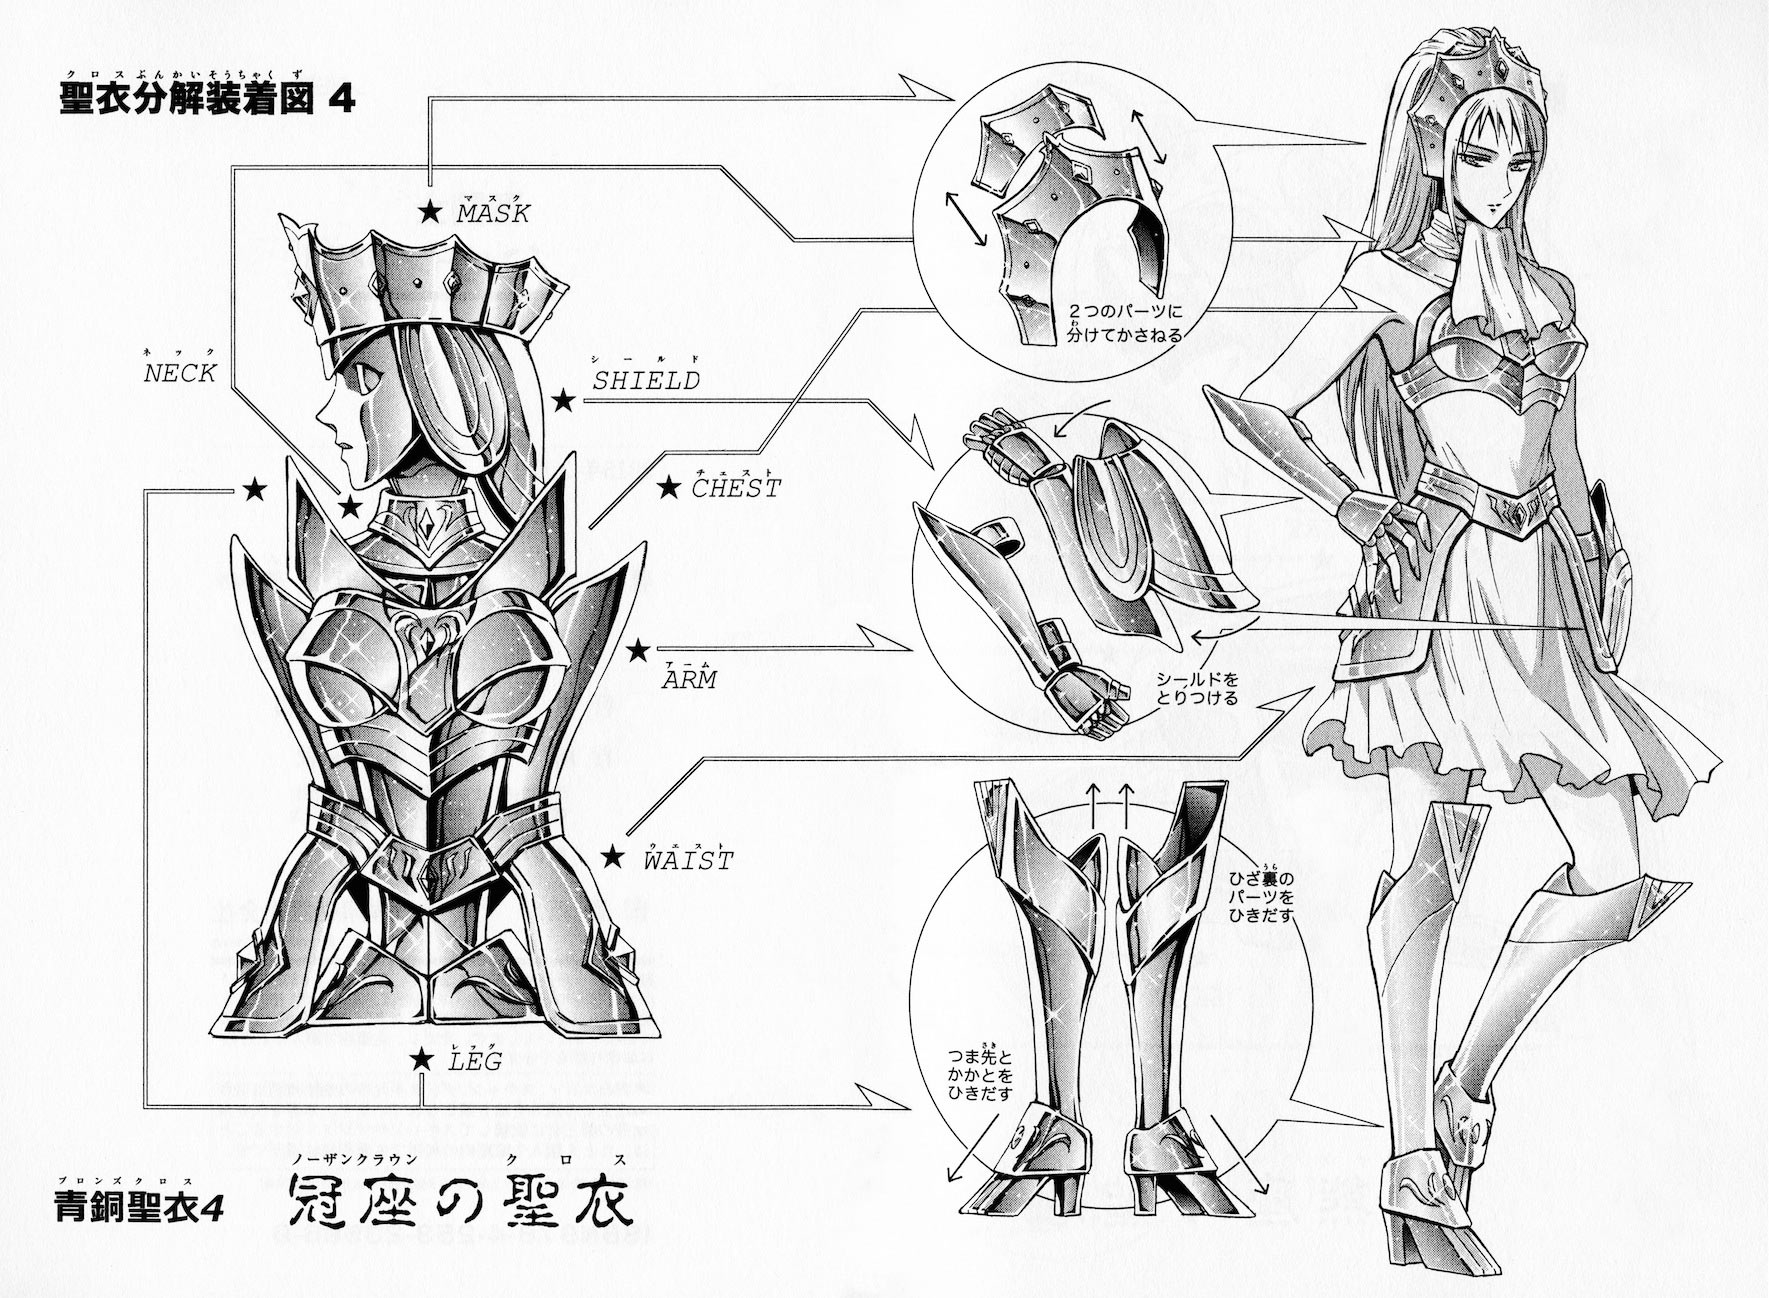 クロスぶんかいそうちゃくず
聖衣分解装着図 4
マスク
★ MASK
ネック
NECK
シールド
SHIELD
チェスト
★ CHEST
アーム
ARM
ウエスト
★ WAIST
レッグ
★ LEG
2つのパーツに
わ
分けてかさねる
シールドを
とりつける
うら
ひざ裏の
パーツを
ひきだす
さき
つま先と
かかとを
ひきだす
ブロンズクロス
青銅聖衣4
ノーザンクラウン クロス
冠座の聖衣